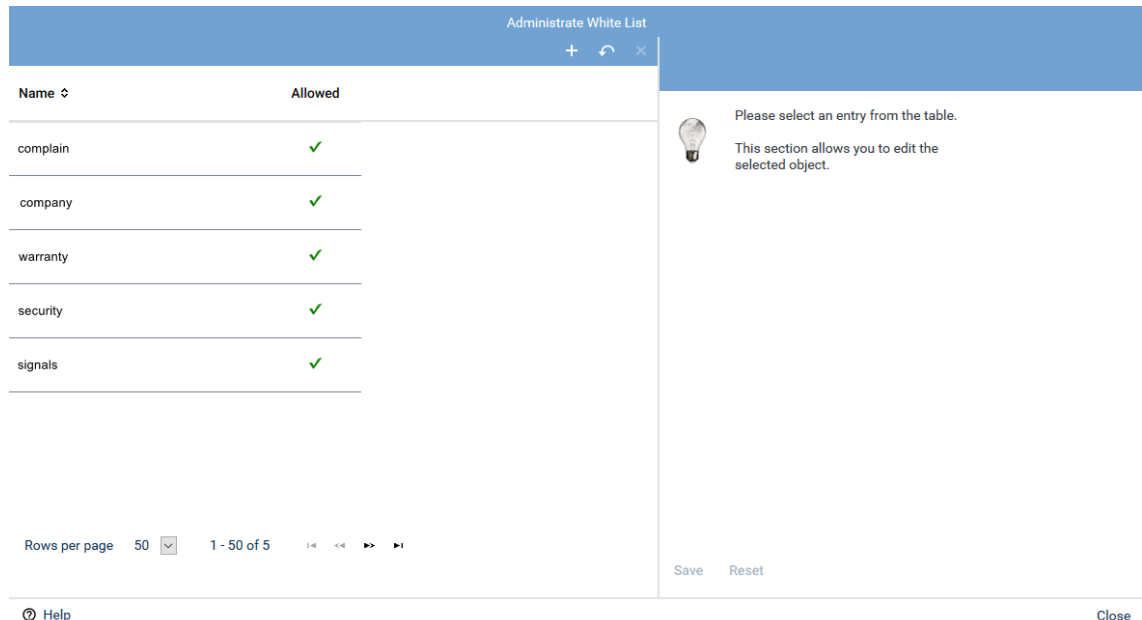 Administrate White List
Name Allowed
Please select an entry from the table.
This section allows you to edit the
selected object.
complain
company
warranty
security
signals
Rows per page 50 1 - 50 of 5
Save Reset
Help Close